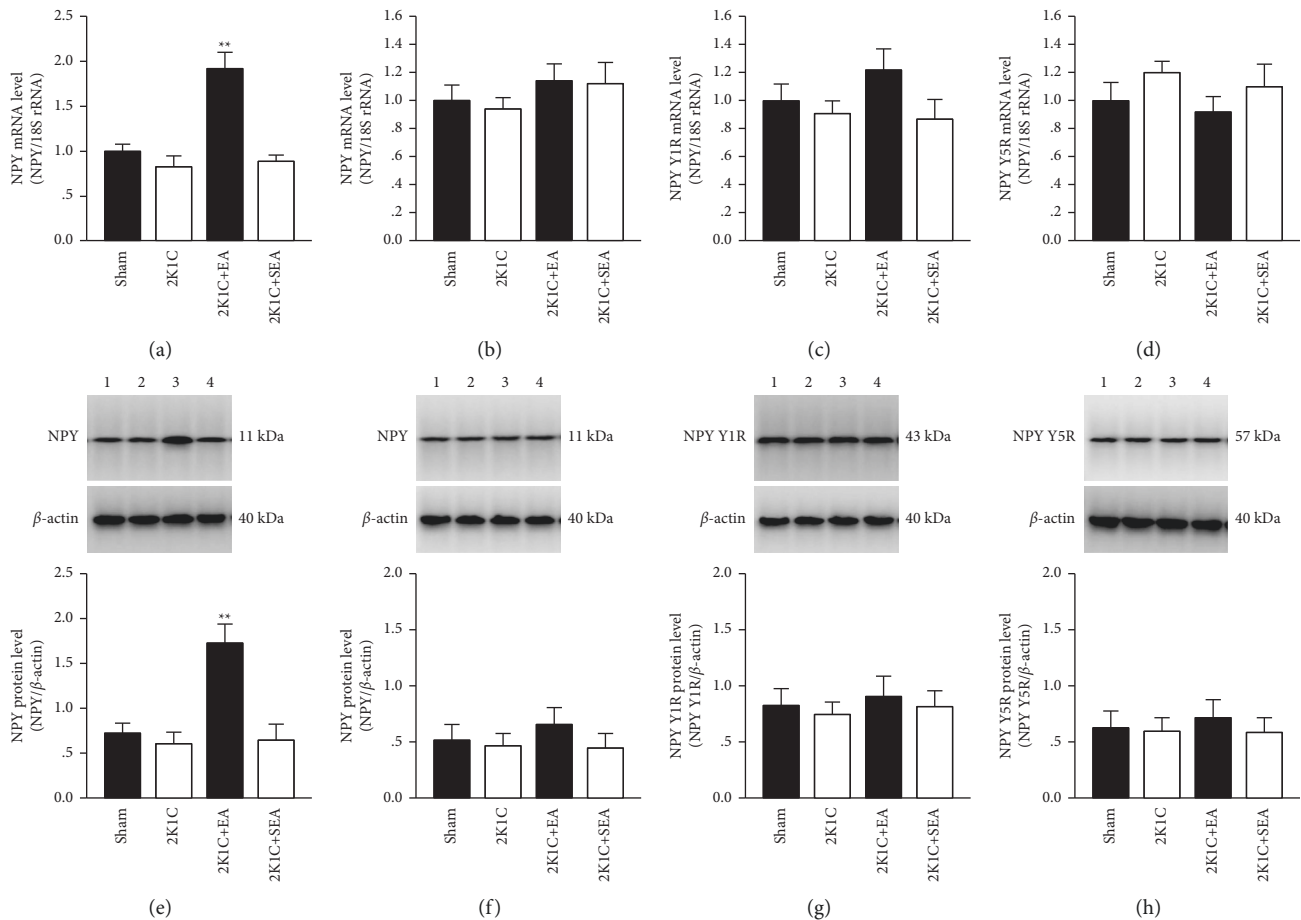 NPY mRNA level
(NPY/18S rRNA)
2.5
2.0
1.5
1.0
.5
0.0
**
Sham
2K1C
2K1C+EA
2K1C+SEA
(a)
NPY mRNA level
(NPY/18S rRNA)
1.6
1.4
1.2
1.0
.8
.6
.4
.2
0.0
Sham
2K1C
2K1C+EA
2K1C+SEA
(b)
NPY Y1R mRNA level
(NPY/18S rRNA)
1.6
1.4
1.2
1.0
.8
.6
.4
.2
0.0
Sham
2K1C
2K1C+EA
2K1C+SEA
(c)
NPY Y5R mRNA level
(NPY/18S rRNA)
1.6
1.4
1.2
1.0
.8
.6
.4
.2
0.0
Sham
2K1C
2K1C+EA
2K1C+SEA
(d)
1 2 3 4
NPY 11 kDa
β-actin 40 kDa
NPY protein level
(NPY/β-actin)
2.5
2.0
1.5
1.0
.5
0.0
**
Sham
2K1C
2K1C+EA
2K1C+SEA
(e)
1 2 3 4
NPY 11 kDa
β-actin 40 kDa
NPY protein level
(NPY/β-actin)
2.0
1.5
1.0
.5
0.0
Sham
2K1C
2K1C+EA
2K1C+SEA
(f)
1 2 3 4
NPY Y1R 43 kDa
β-actin 40 kDa
NPY Y1R protein level
(NPY Y1R/β-actin)
2.0
1.5
1.0
.5
0.0
Sham
2K1C
2K1C+EA
2K1C+SEA
(g)
1 2 3 4
NPY Y5R 57 kDa
β-actin 40 kDa
NPY Y5R protein level
(NPY Y5R/β-actin)
2.0
1.5
1.0
.5
0.0
Sham
2K1C
2K1C+EA
2K1C+SEA
(h)